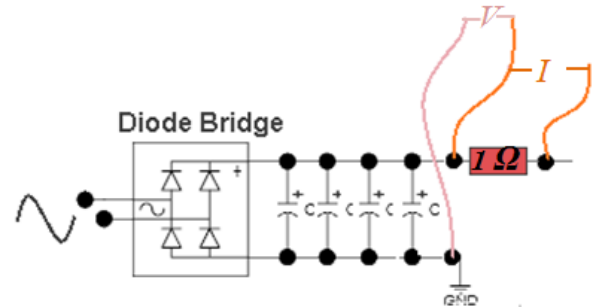 V
I
Diode Bridge
1 Ω
+
+ + + +
C C C C
GND